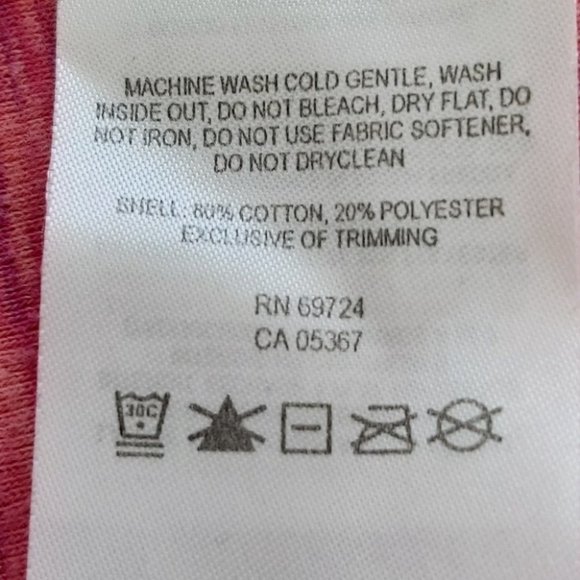 MACHINE WASH COLD GENTLE, WASH
INSIDE OUT, DO NOT BLEACH, DRY FLAT, DO
NOT IRON, DO NOT USE FABRIC SOFTENER,
DO NOT DRYCLEAN
SHELL: 80% COTTON, 20% POLYESTER
EXCLUSIVE OF TRIMMING
RN 69724
CA 05367
30C